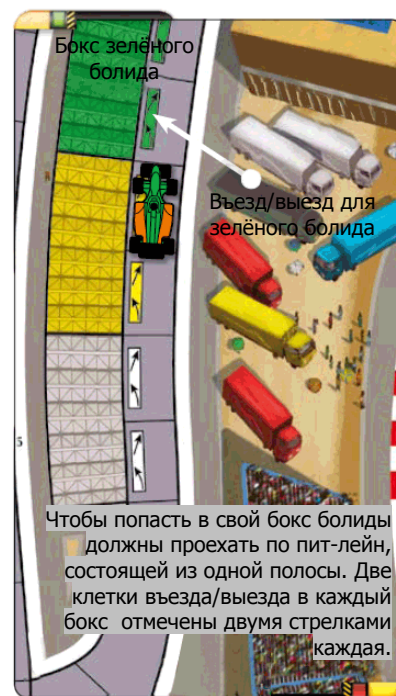 Бокс зелёного
болида
Въезд/выезд для
зелёного болида
5
Чтобы попасть в свой бокс болиды
должны проехать по пит-лейн,
состоящей из одной полосы. Две
клетки въезда/выезда в каждый
бокс отмечены двумя стрелками
каждая.